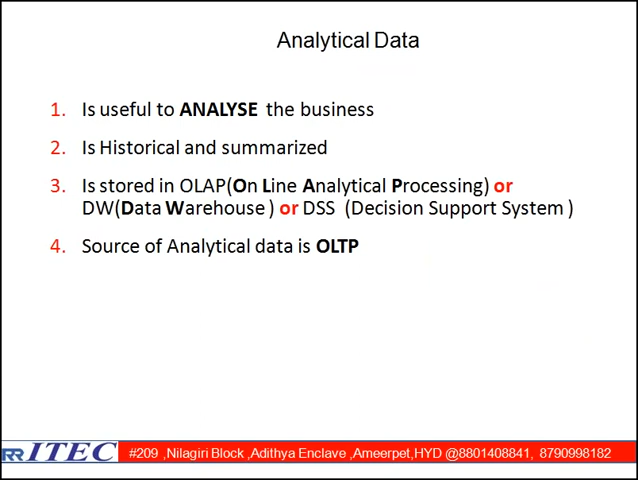 Analytical Data
1. Is useful to ANALYSE the business
2. Is Historical and summarized
3. Is stored in OLAP(On Line Analytical Processing) or
DW(Data Warehouse ) or DSS (Decision Support System )
4. Source of Analytical data is OLTP
RR ITEC #209 ,Nilagiri Block ,Adithya Enclave ,Ameerpet,HYD @8801408841, 8790998182